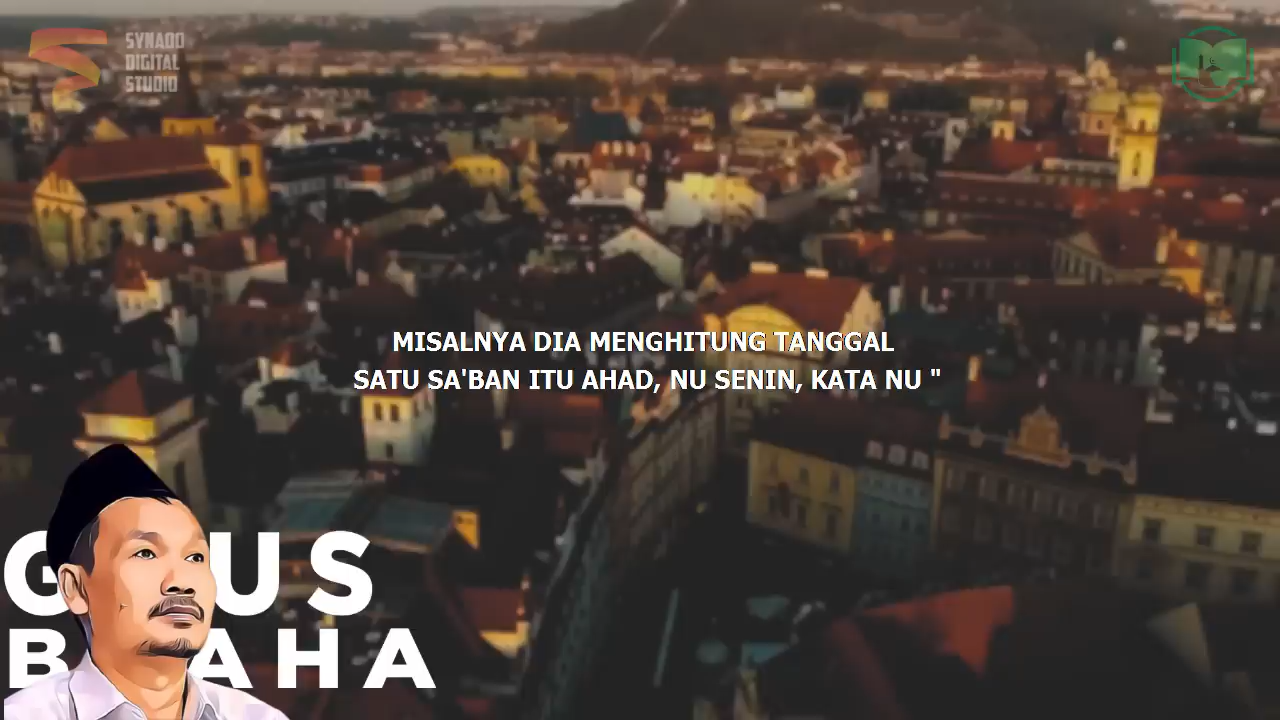 SYNADO
DIGITAL
STUDIO
MISALNYA DIA MENGHITUNG TANGGAL
SATU SA'BAN ITU AHAD, NU SENIN, KATA NU "
GUS
BAHA